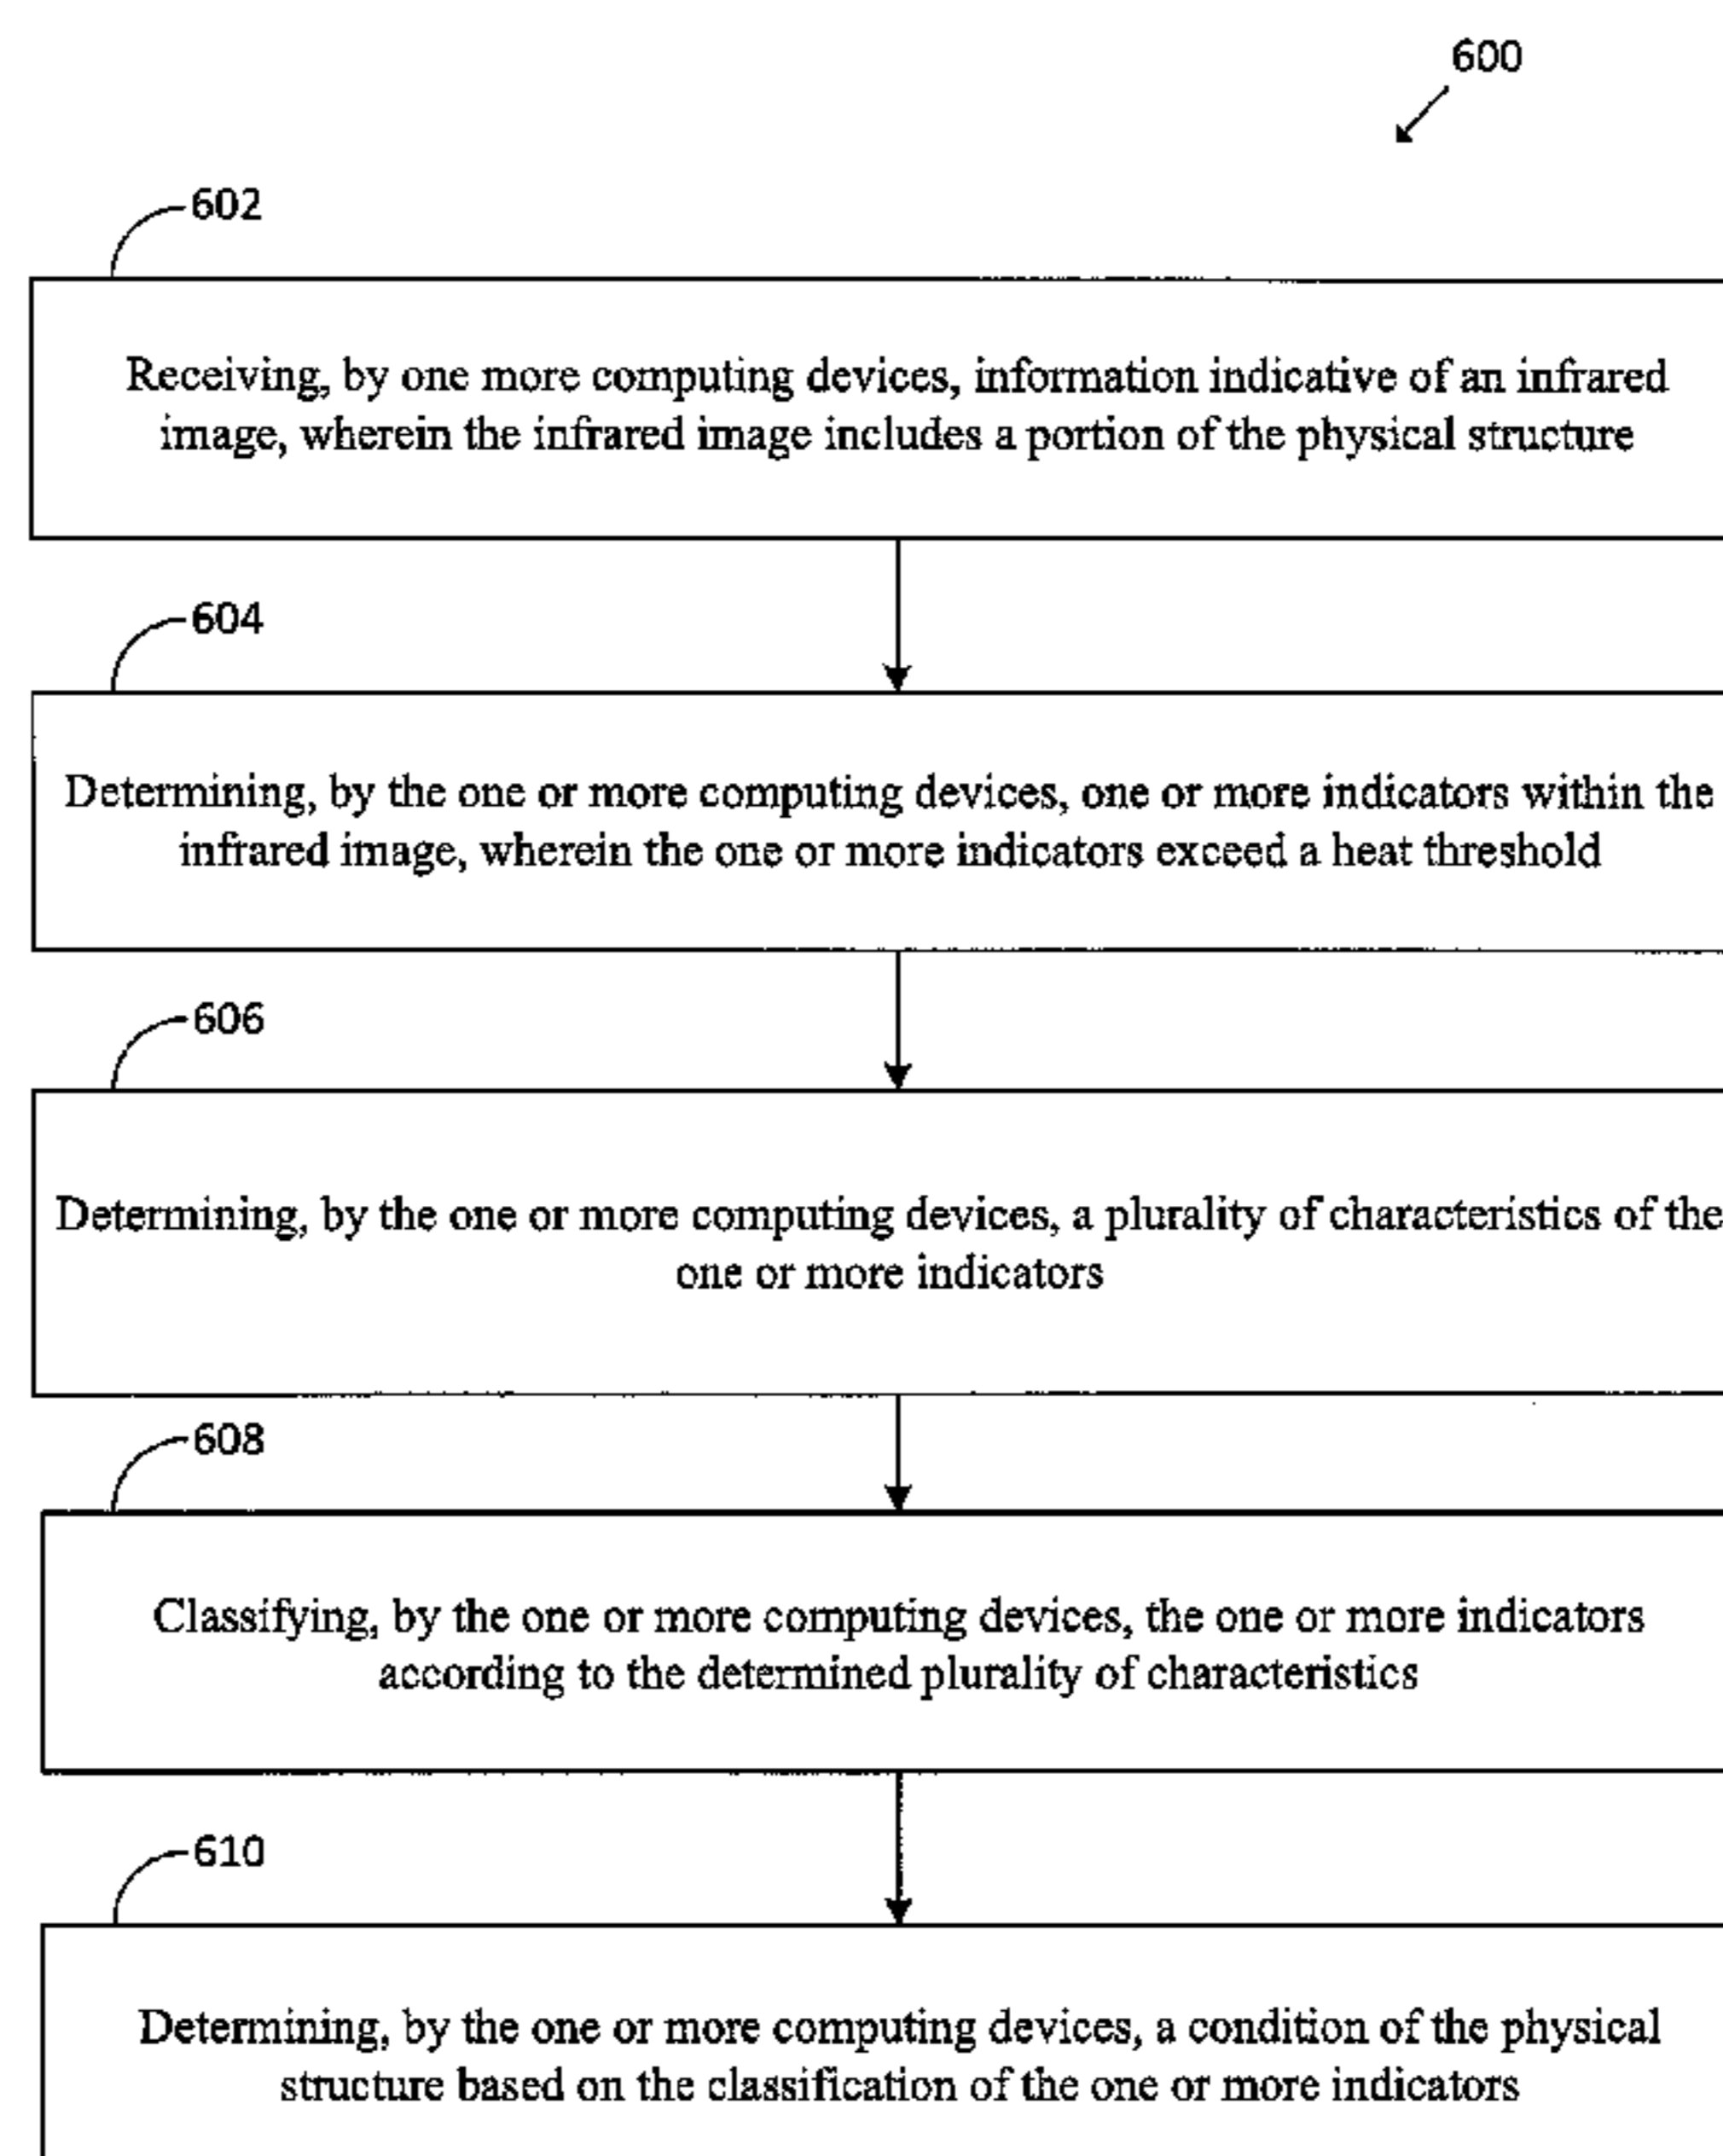 600
602
Receiving, by one more computing devices, information indicative of an infrared
image, wherein the infrared image includes a portion of the physical structure
604
Determining, by the one or more computing devices, one or more indicators within the
infrared image, wherein the one or more indicators exceed a heat threshold
606
Determining, by the one or more computing devices, a plurality of characteristics of the
one or more indicators
608
Classifying, by the one or more computing devices, the one or more indicators
according to the determined plurality of characteristics
610
Determining, by the one or more computing devices, a condition of the physical
structure based on the classification of the one or more indicators